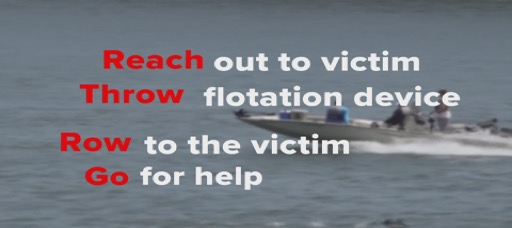 Reach out to victim
Throw flotation device
Row to the victim
Go for help